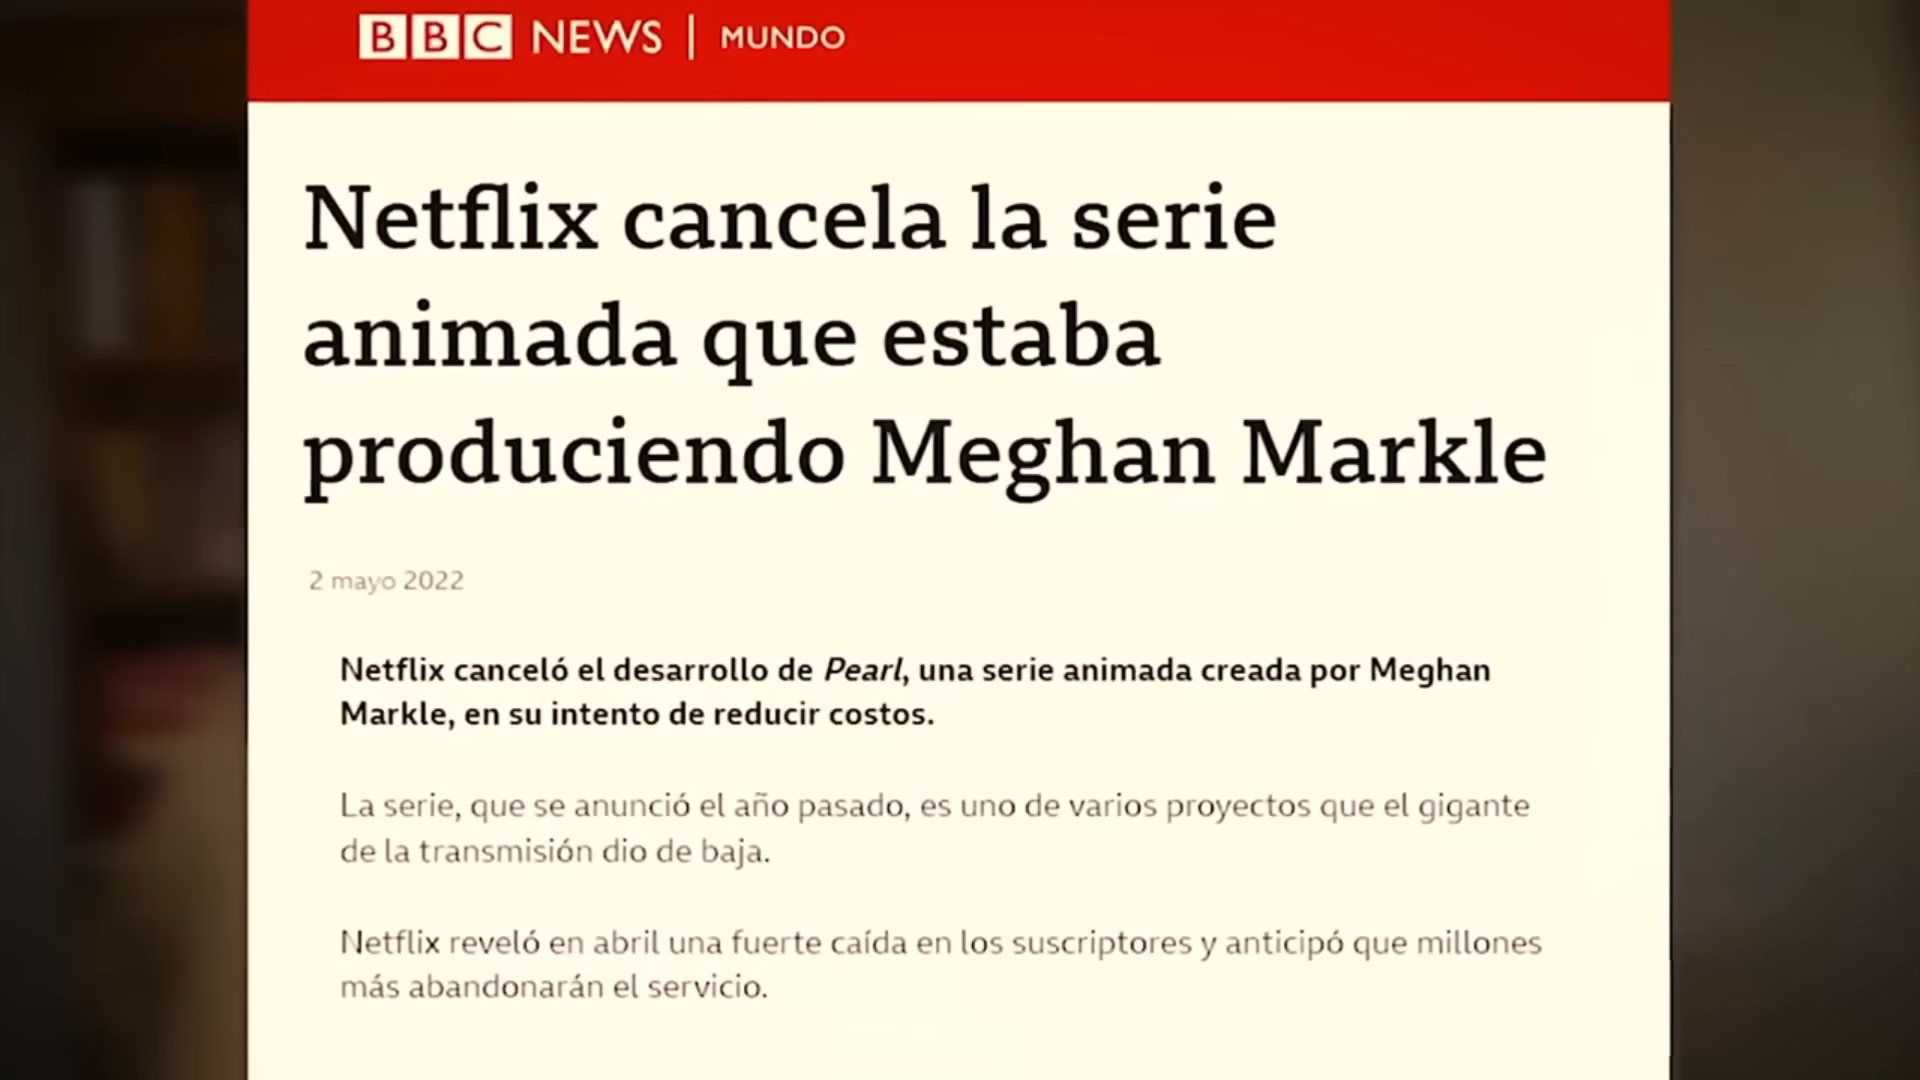 BBC NEWS | MUNDO
Netflix cancela la serie
animada que estaba
produciendo Meghan Markle
2 mayo 2022
Netflix canceló el desarrollo de Pearl, una serie animada creada por Meghan
Markle, en su intento de reducir costos.
La serie, que se anunció el año pasado, es uno de varios proyectos que el gigante
de la transmisión dio de baja.
Netflix reveló en abril una fuerte caída en los suscriptores y anticipó que millones
más abandonarán el servicio.